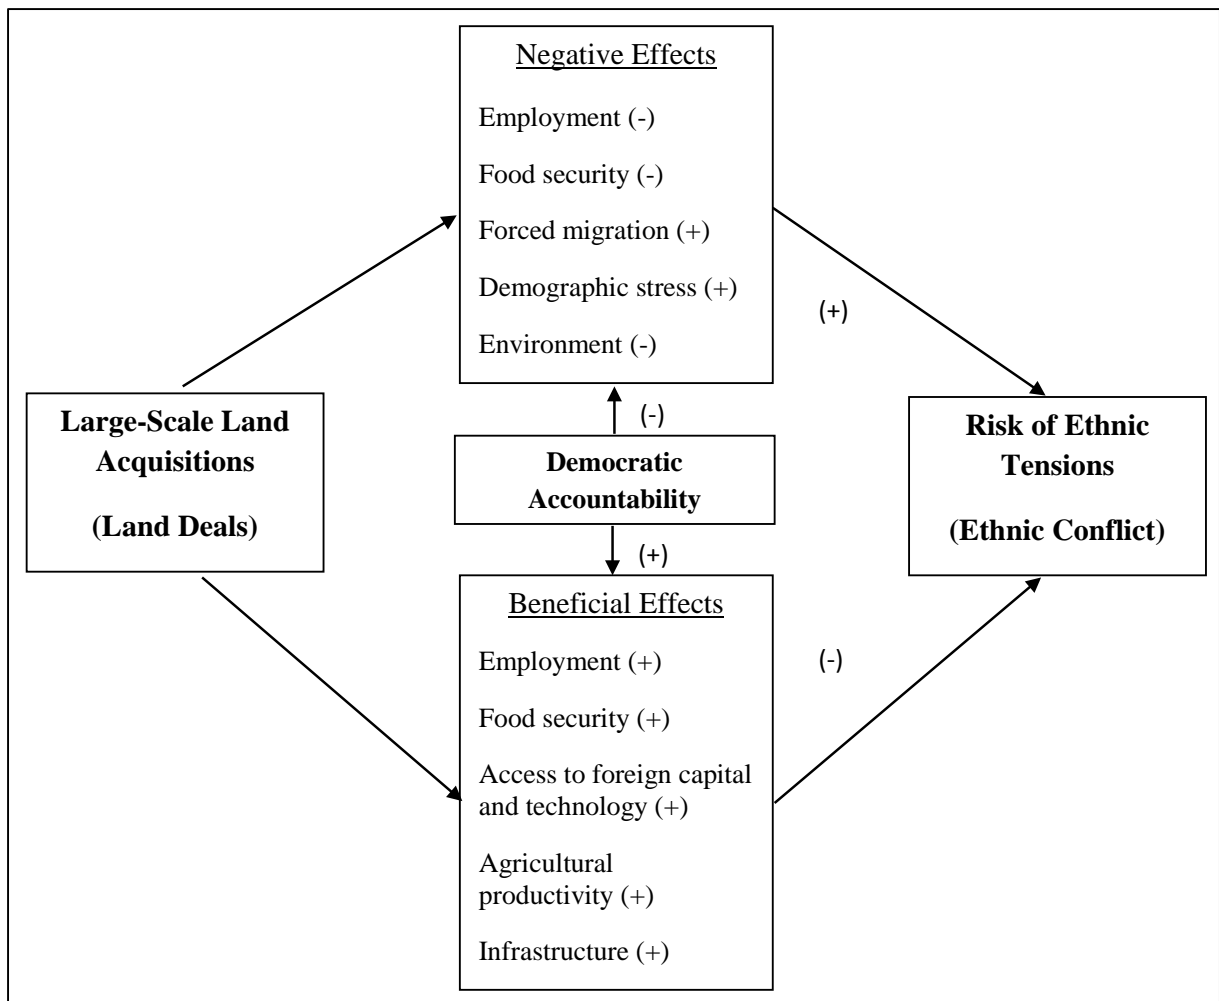 Negative Effects
Employment (-)
Food security (-)
Forced migration (+)
Demographic stress (+)
Environment (-)
(+)
Large-Scale Land
Acquisitions
(Land Deals)
(-)
Democratic
Accountability
(+)
Risk of Ethnic
Tensions
(Ethnic Conflict)
Beneficial Effects
Employment (+)
Food security (+)
Access to foreign capital
and technology (+)
Agricultural
productivity (+)
Infrastructure (+)
(-)